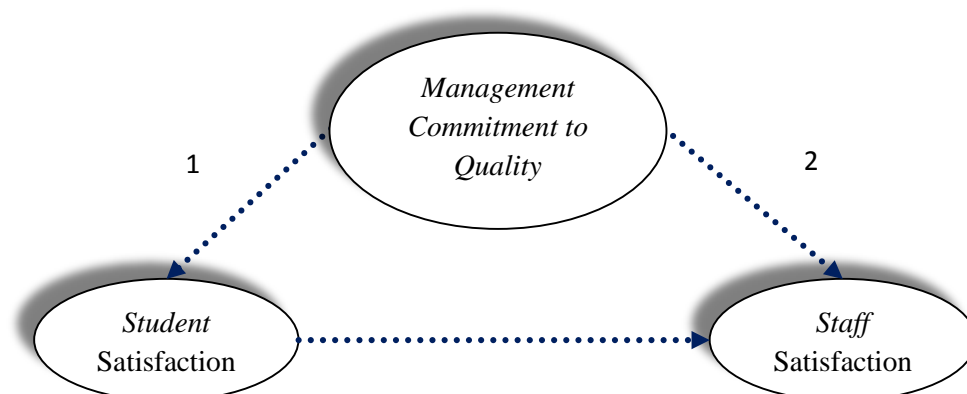 Management
Commitment to
Quality
1
2
Student
Satisfaction
Staff
Satisfaction